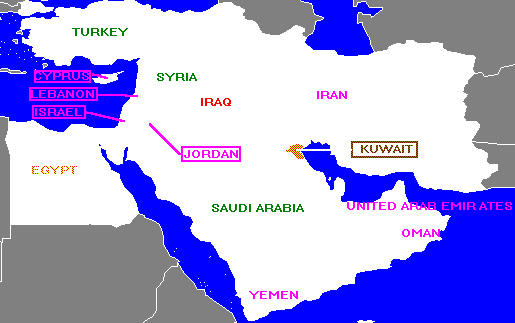 TURKEY
CYPRUS
SYRIA
LEBANON
IRAQ
IRAN
ISRAEL
JORDAN
KUWAIT
EGYPT
SAUDI ARABIA
UNITED ARAB EMIRATES
OMAN
YEMEN